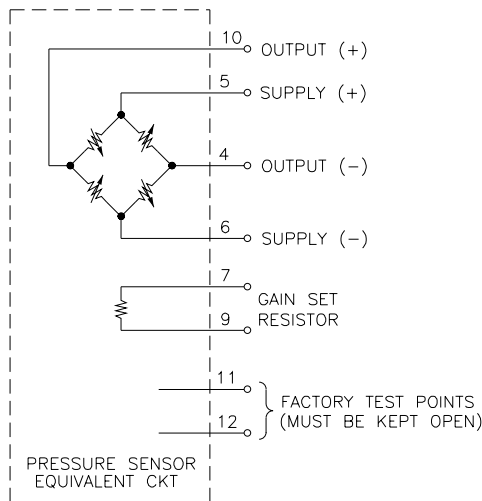 10 OUTPUT (+)
5 SUPPLY (+)
4 OUTPUT (−)
6 SUPPLY (−)
7
GAIN SET
RESISTOR
9
11
FACTORY TEST POINTS
(MUST BE KEPT OPEN)
12
PRESSURE SENSOR
EQUIVALENT CKT